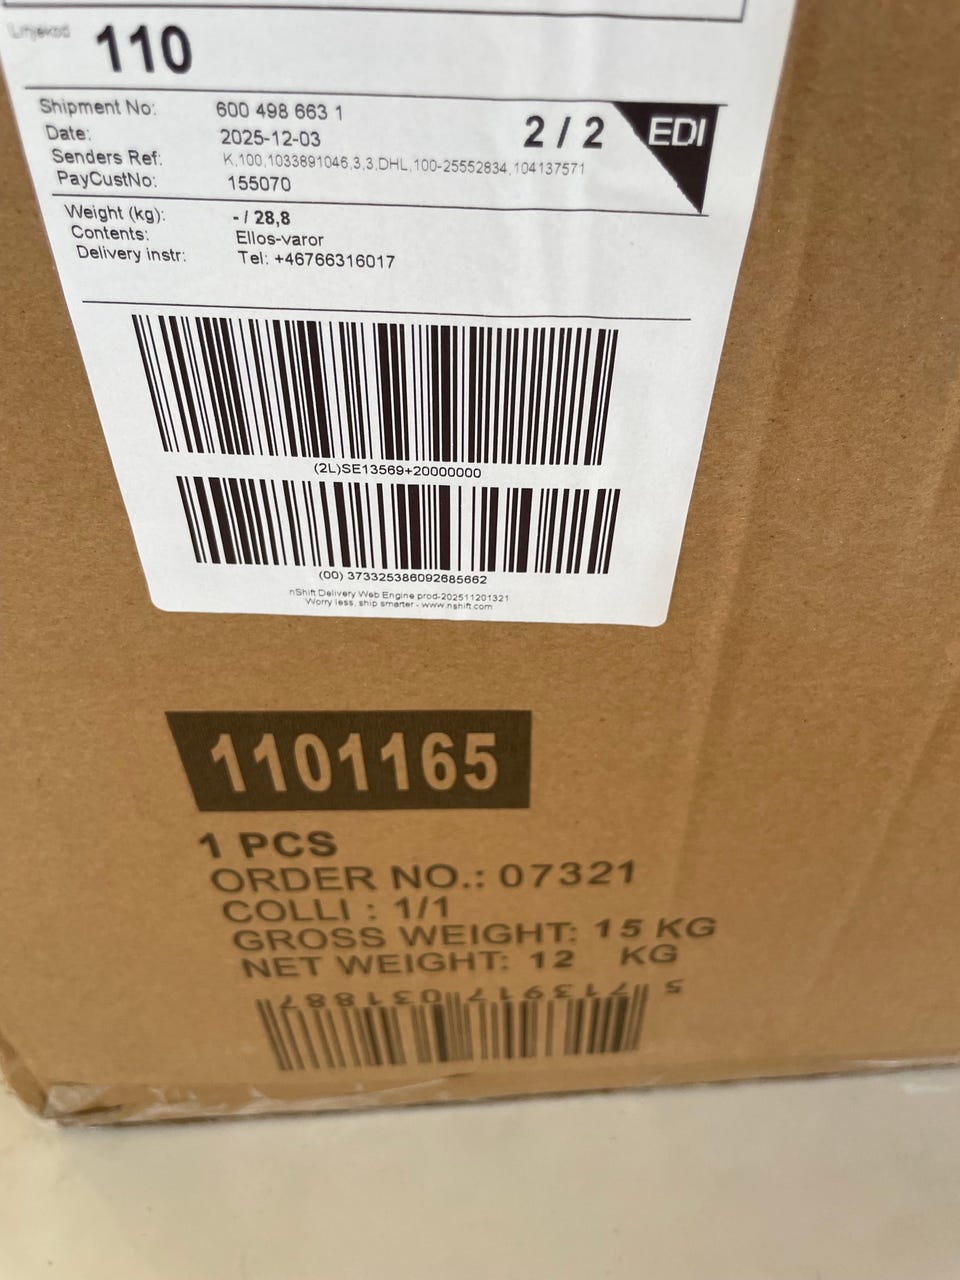 Linjekod 110
Shipment No: 600 498 663 1
Date: 2025-12-03
2 / 2
EDI
Senders Ref: K,100,1033891046,3,3,DHL,100-25552834,104137571
PayCustNo: 155070
Weight (kg): - / 28,8
Contents: Ellos-varor
Delivery instr: Tel: +46766316017
(2L)SE13569+20000000
(00) 373325386092685662
nShift Delivery Web Engine prod-202511201321
Worry less, ship smarter - www.nshift.com
1101165
1 PCS
ORDER NO.: 07321
COLLI : 1/1
GROSS WEIGHT: 15 KG
NET WEIGHT: 12 KG
5 713917 031887